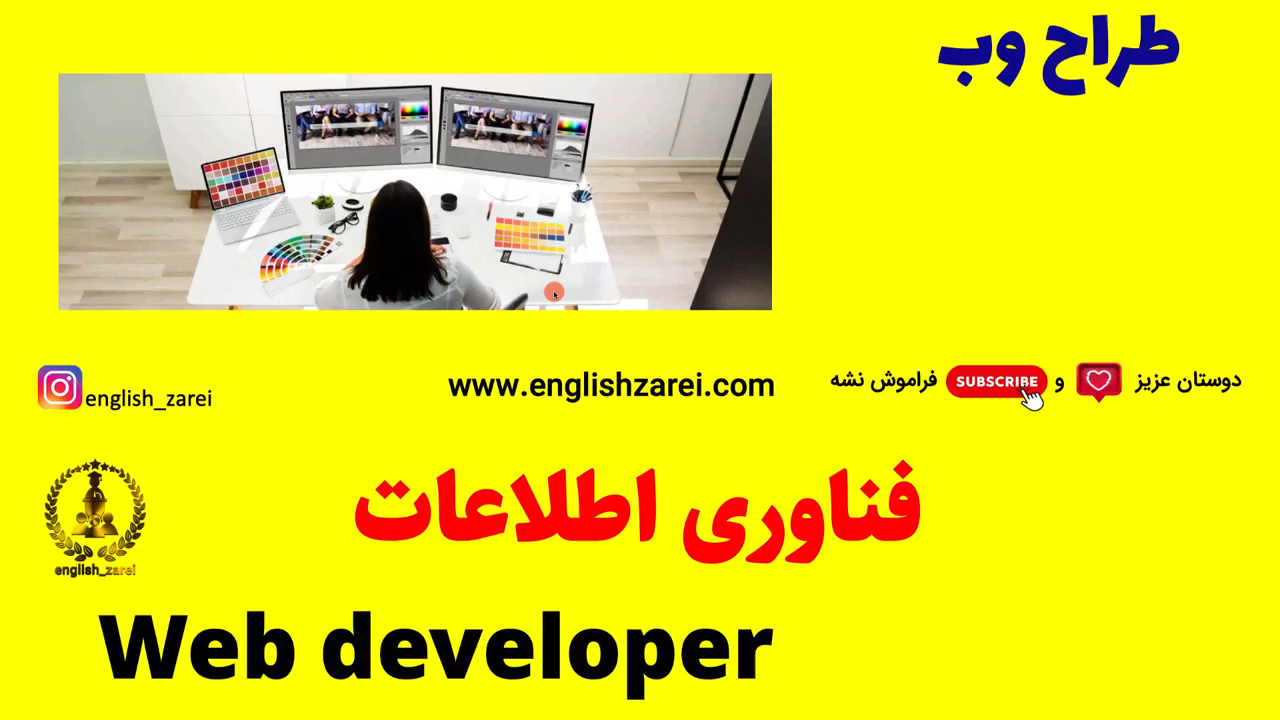 طراح وب
دوستان عزیز و SUBSCRIBE فراموش نشه
www.englishzarei.com
english_zarei
فناوری اطلاعات
english_zarei
Web developer